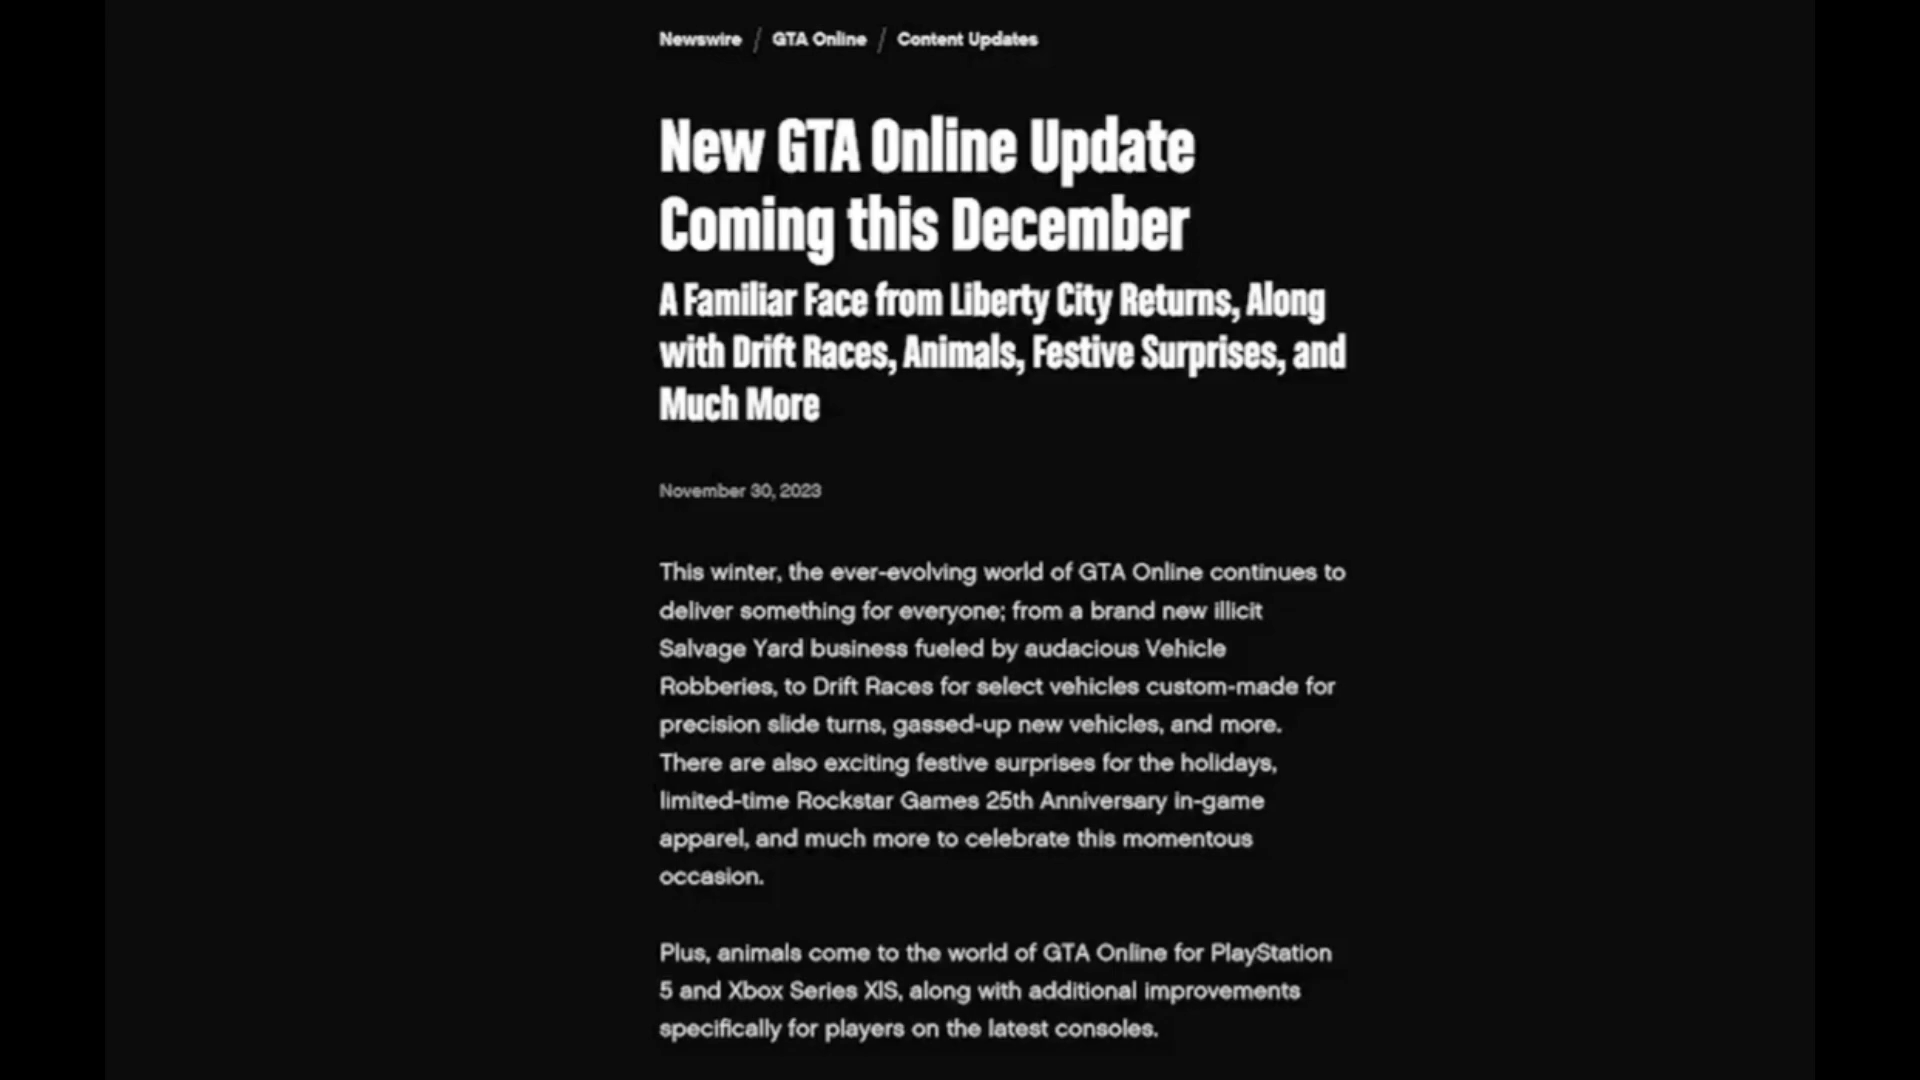 Newswire / GTA Online / Content Updates
New GTA Online Update
Coming this December
A Familiar Face from Liberty City Returns, Along
with Drift Races, Animals, Festive Surprises, and
Much More
November 30, 2023
This winter, the ever-evolving world of GTA Online continues to
deliver something for everyone; from a brand new illicit
Salvage Yard business fueled by audacious Vehicle
Robberies, to Drift Races for select vehicles custom-made for
precision slide turns, gassed-up new vehicles, and more.
There are also exciting festive surprises for the holidays,
limited-time Rockstar Games 25th Anniversary in-game
apparel, and much more to celebrate this momentous
occasion.
Plus, animals come to the world of GTA Online for PlayStation
5 and Xbox Series X|S, along with additional improvements
specifically for players on the latest consoles.